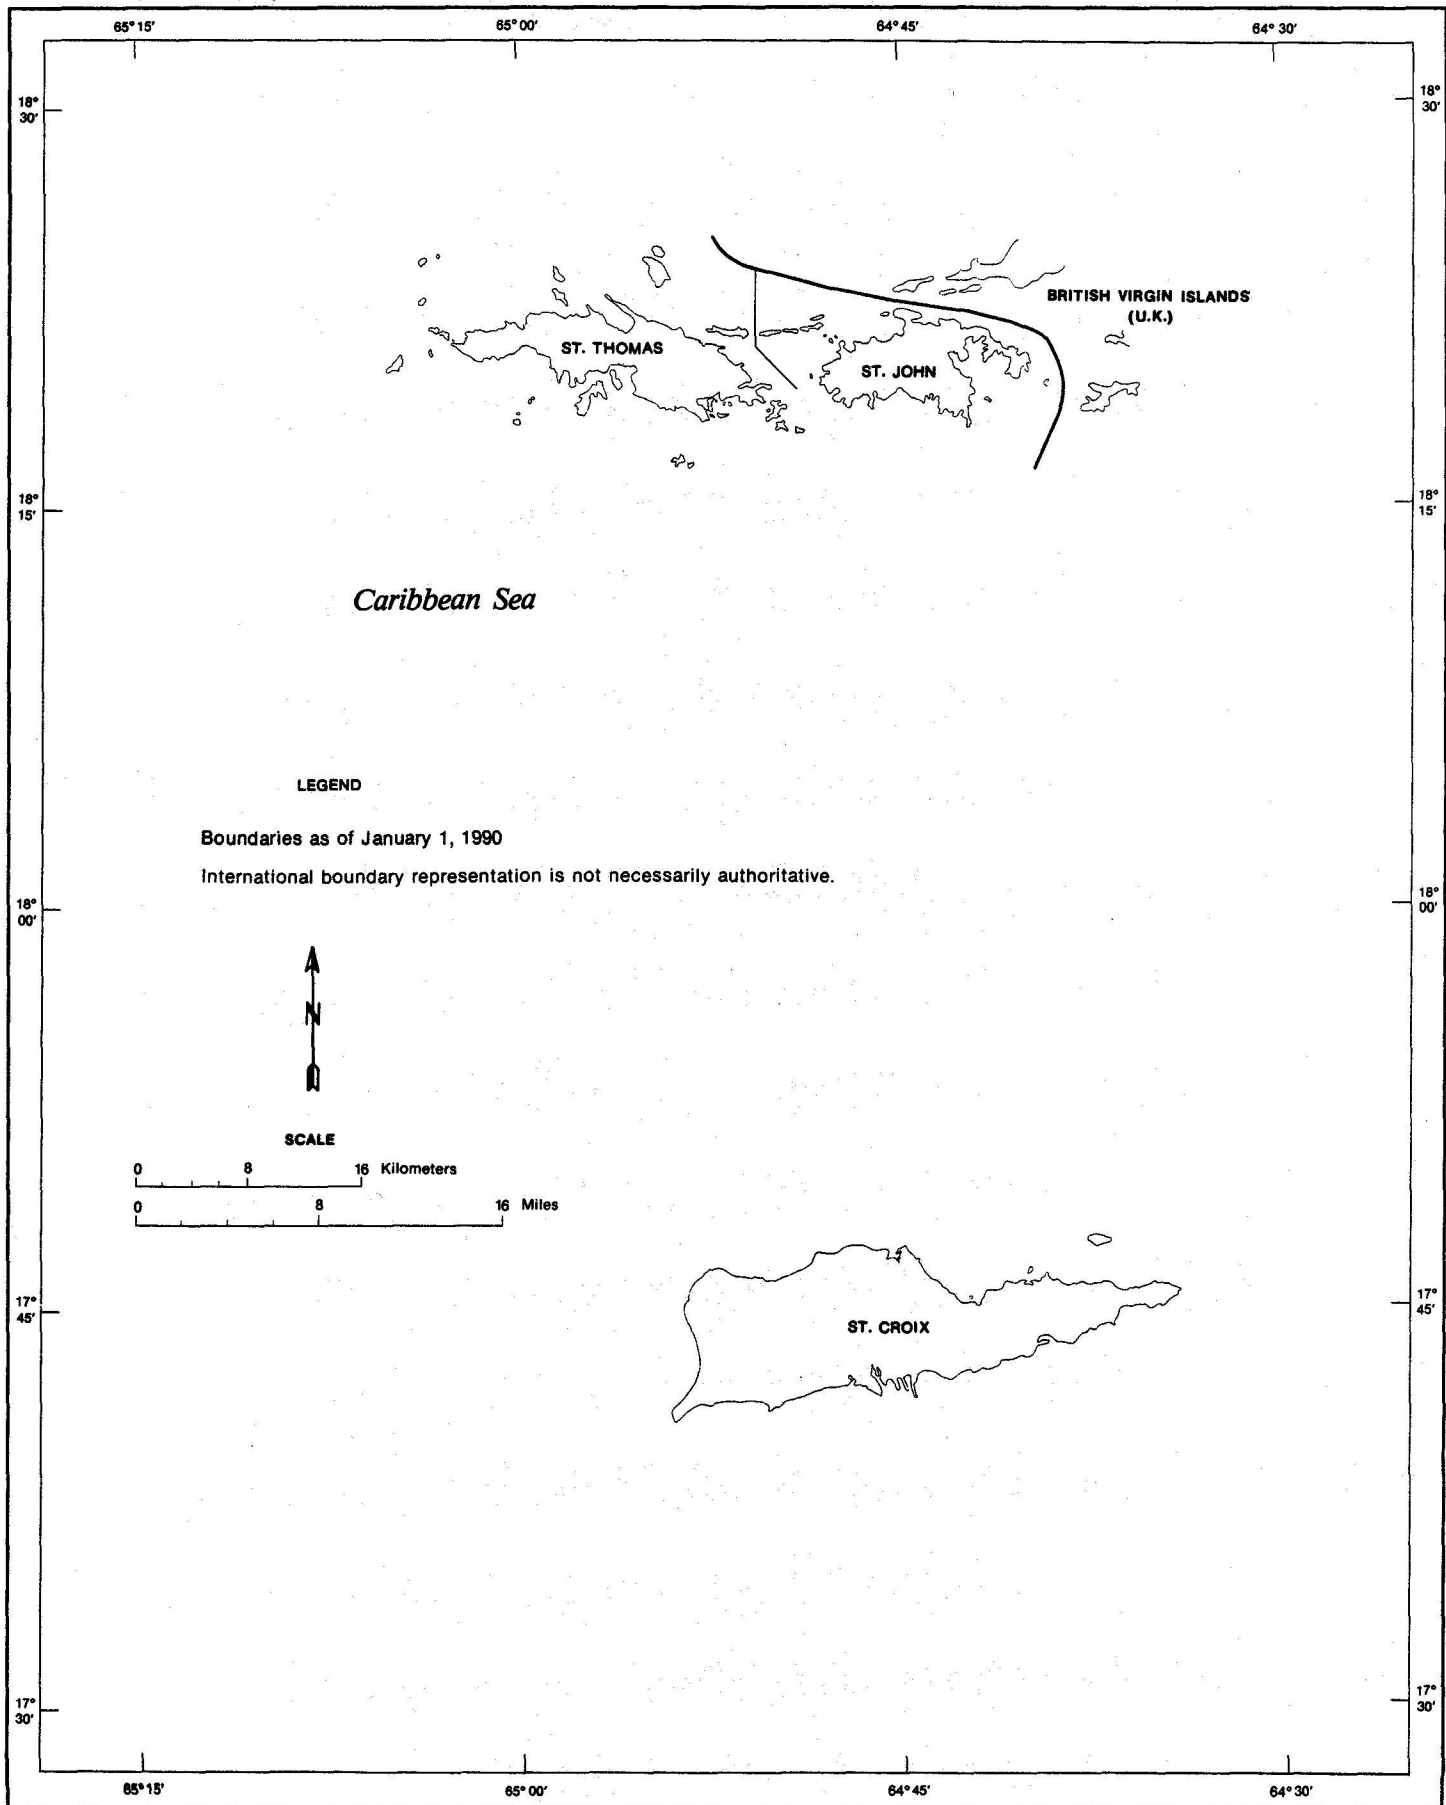 65° 15′ 65° 00′ 64° 45′ 64° 30′
18° 18°
30′ 30′
BRITISH VIRGIN ISLANDS
(U.K.)
ST. THOMAS
ST. JOHN
18° 18°
15′ 15′
Caribbean Sea
LEGEND
Boundaries as of January 1, 1990
International boundary representation is not necessarily authoritative.
18° 18°
00′ 00′
N
SCALE
0 8 16 Kilometers
0 8 16 Miles
17° 17°
45′ 45′
ST. CROIX
17° 17°
30′ 30′
65° 15′ 65° 00′ 64° 45′ 64° 30′